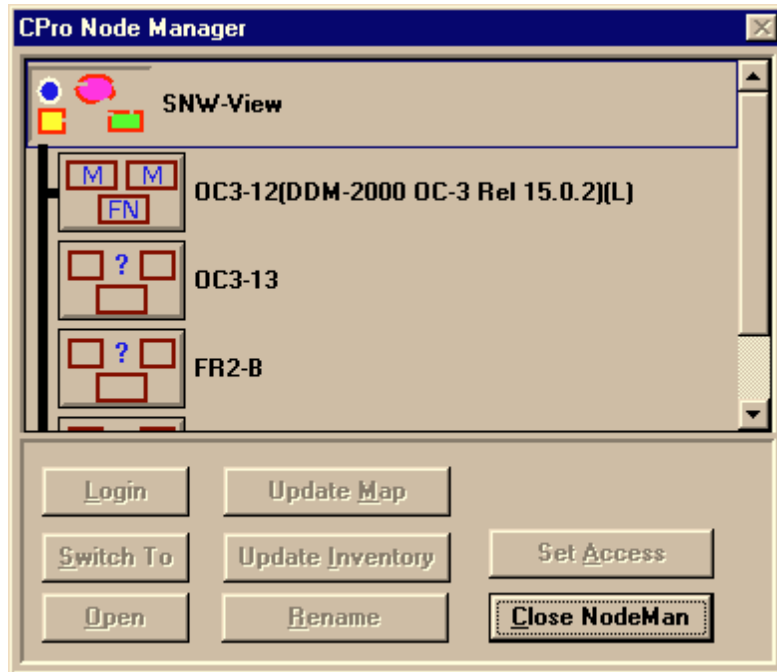 CPro Node Manager
SNW-View
M M
FN
OC3-12(DDM-2000 OC-3 Rel 15.0.2)(L)
?
OC3-13
?
FR2-B
Login
Update Map
Switch To
Update Inventory
Set Access
Open
Rename
Close NodeMan